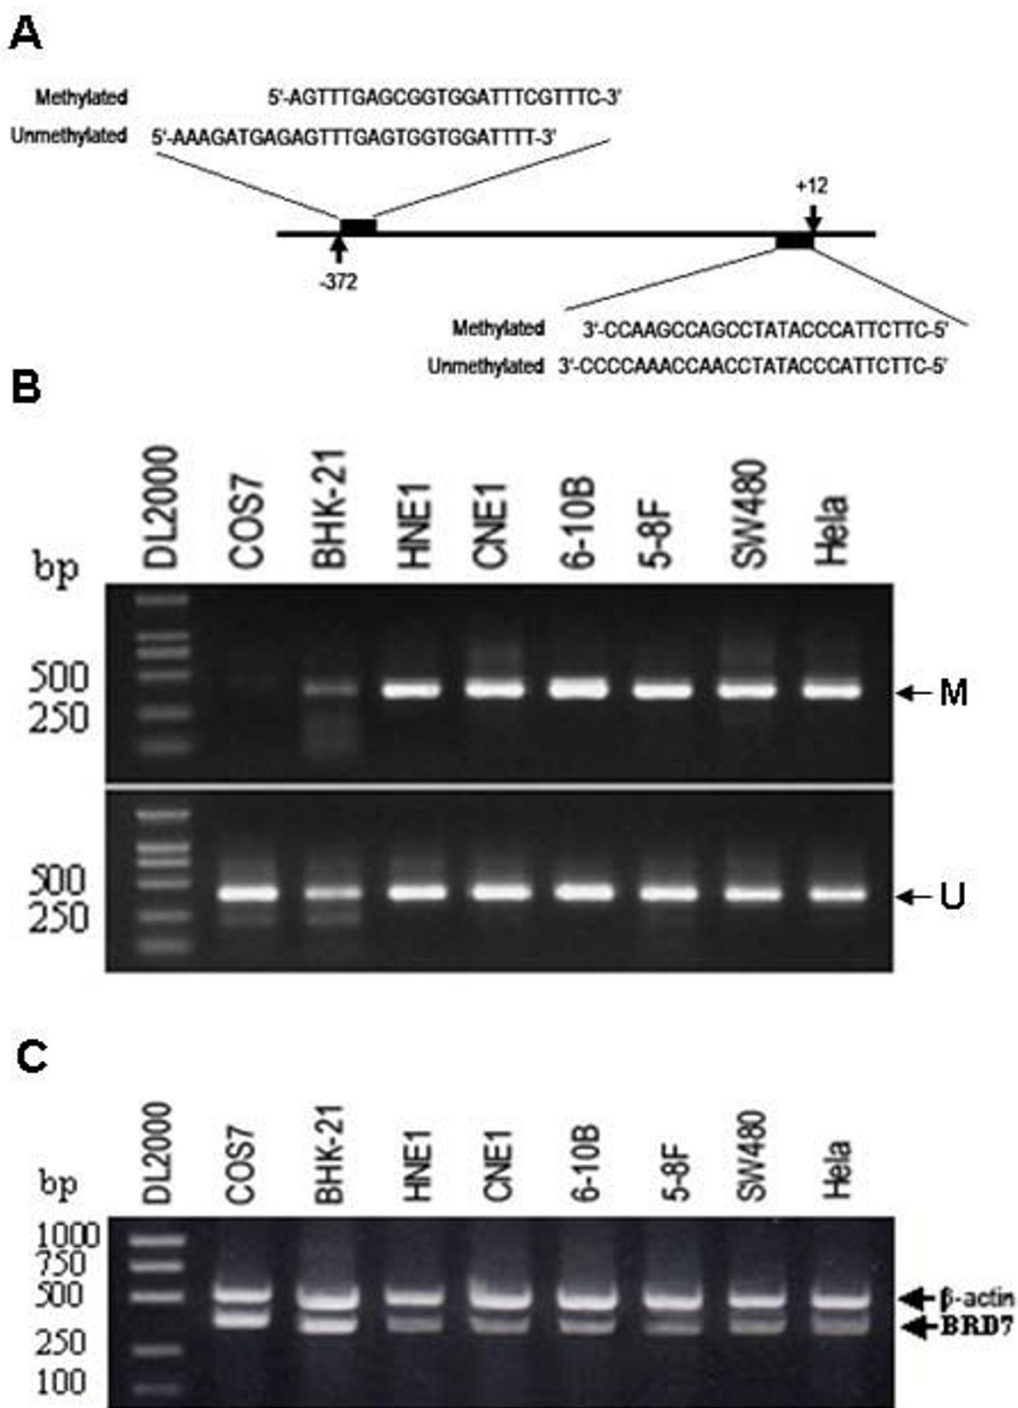 A
Methylated 5'-AGTTTGAGCGGTGGATTTCGTTTC-3'
Unmethylated 5'-AAAGATGAGAGTTTGAGTGGTGGATTTT-3'
+12
-372
Methylated 3'-CCAAGCCAGCCTATACCCATTCTTC-5'
Unmethylated 3'-CCCCAAACCAACCTATACCCATTCTTC-5'
B
bp DL2000 COS7 BHK-21 HNE1 CNE1 6-10B 5-8F SW480 Hela
500
M
250
500
U
250
C
bp DL2000 COS7 BHK-21 HNE1 CNE1 6-10B 5-8F SW480 Hela
1000
750
500
β-actin
BRD7
250
100